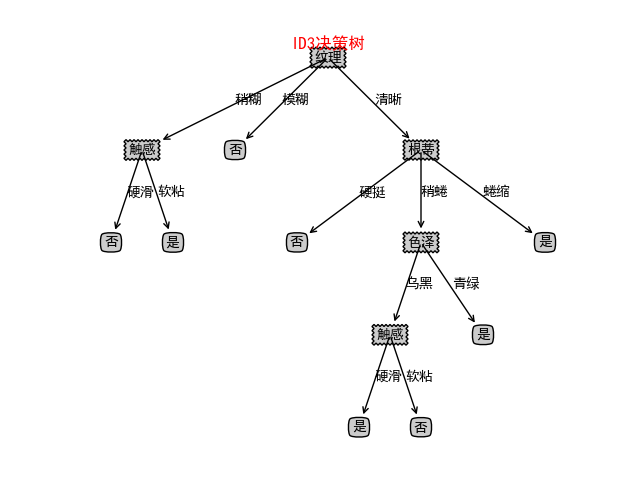 ID3决策树
纹理
稍糊
模糊
清晰
触感
否
根蒂
硬滑
软粘
硬挺
稍蜷
蜷缩
否
是
否
色泽
是
乌黑
青绿
触感
是
硬滑
软粘
是
否